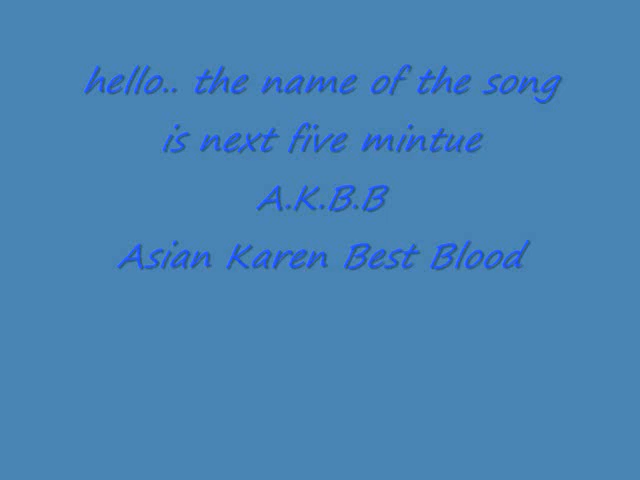 hello.. the name of the song
is next five mintue
A.K.B.B
Asian Karen Best Blood